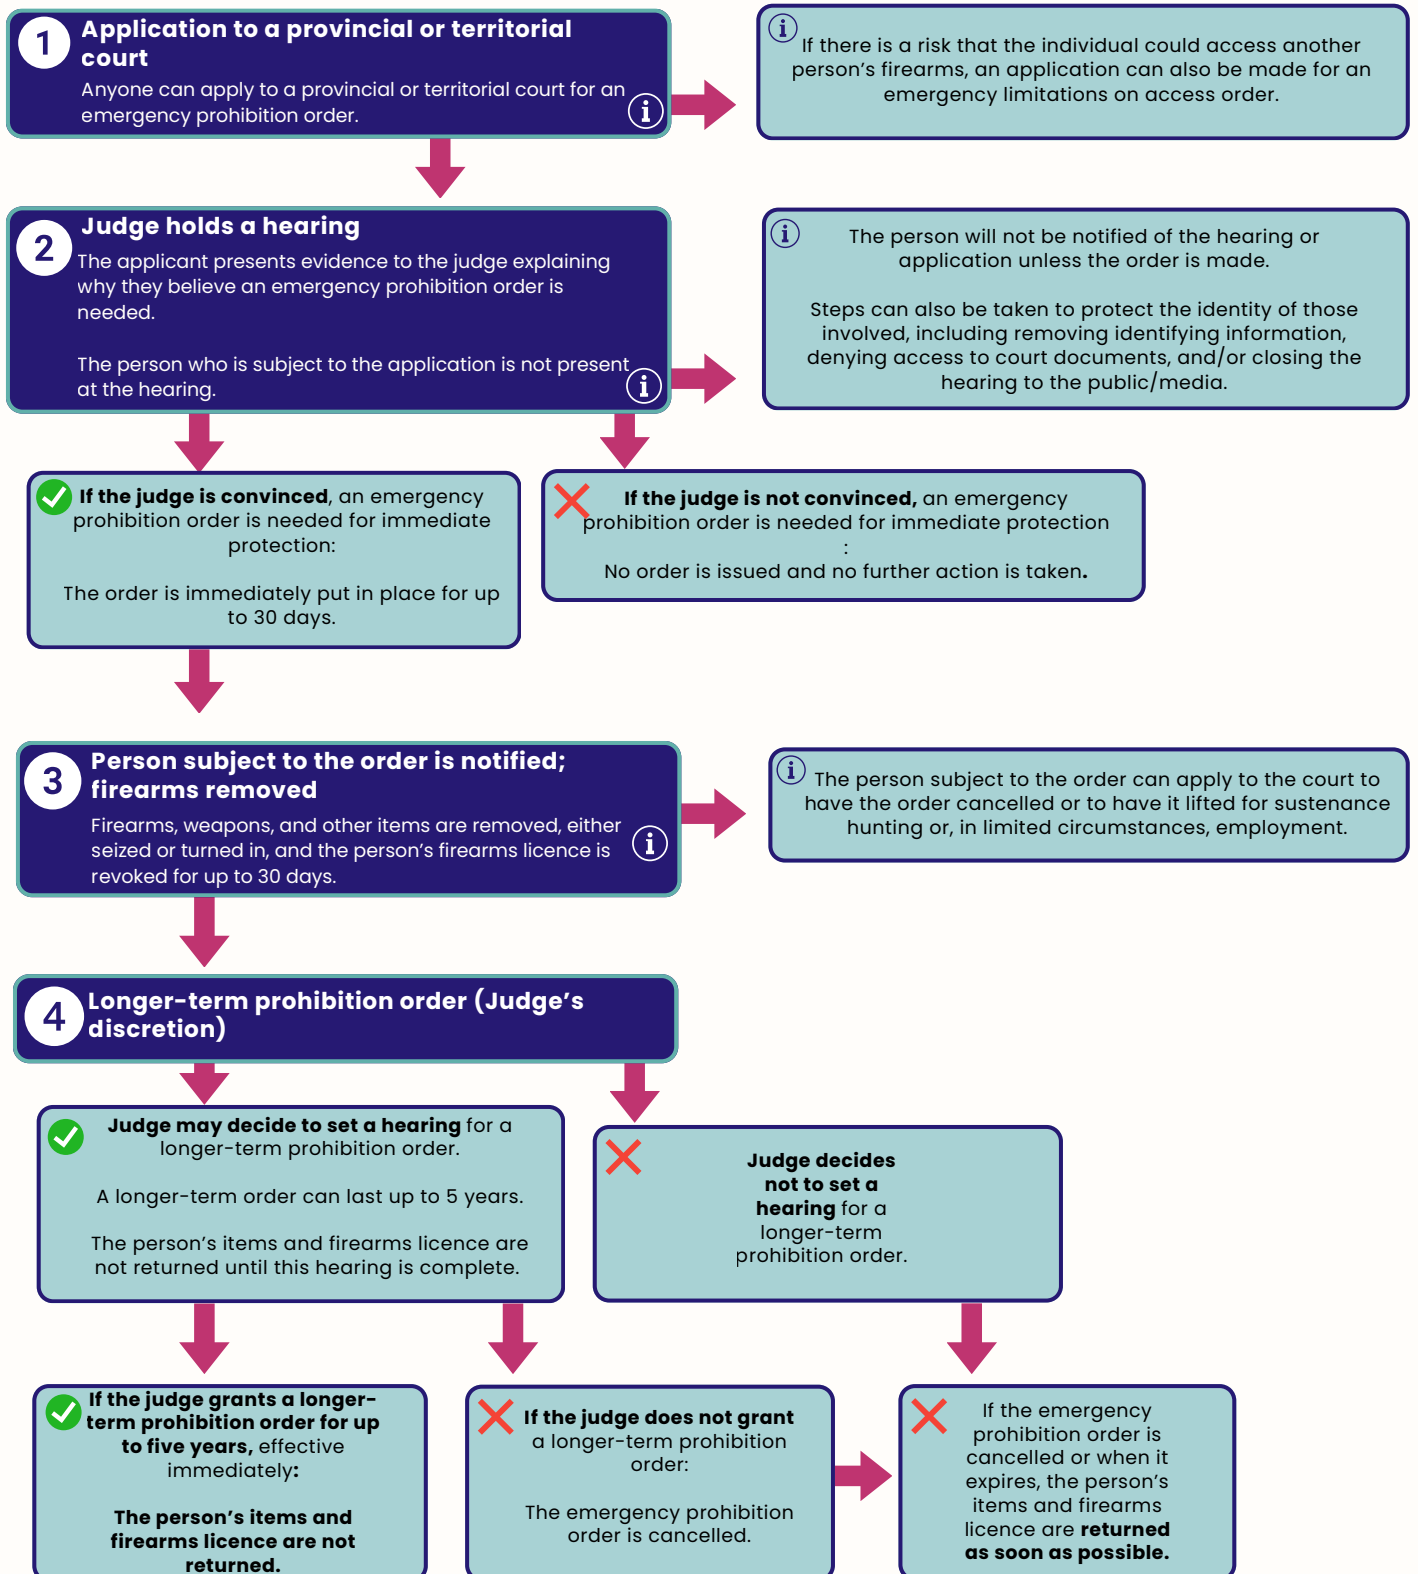 1
Application to a provincial or territorial
court
Anyone can apply to a provincial or territorial court for an
emergency prohibition order.
i
i
If there is a risk that the individual could access another
person's firearms, an application can also be made for an
emergency limitations on access order.
2
Judge holds a hearing
The applicant presents evidence to the judge explaining
why they believe an emergency prohibition order is
needed.
The person who is subject to the application is not present
at the hearing.
i
i
The person will not be notified of the hearing or
application unless the order is made.
Steps can also be taken to protect the identity of those
involved, including removing identifying information,
denying access to court documents, and/or closing the
hearing to the public/media.
If the judge is convinced, an emergency
prohibition order is needed for immediate
protection:
The order is immediately put in place for up
to 30 days.
If the judge is not convinced, an emergency
prohibition order is needed for immediate protection
:
No order is issued and no further action is taken.
3
Person subject to the order is notified;
firearms removed
Firearms, weapons, and other items are removed, either
seized or turned in, and the person's firearms licence is
revoked for up to 30 days.
i
i
The person subject to the order can apply to the court to
have the order cancelled or to have it lifted for sustenance
hunting or, in limited circumstances, employment.
4
Longer-term prohibition order (Judge's
discretion)
Judge may decide to set a hearing for a
longer-term prohibition order.
A longer-term order can last up to 5 years.
The person's items and firearms licence are
not returned until this hearing is complete.
Judge decides
not to set a
hearing for a
longer-term
prohibition order.
If the judge grants a longer-
term prohibition order for up
to five years, effective
immediately:
The person's items and
firearms licence are not
returned.
If the judge does not grant
a longer-term prohibition
order:
The emergency prohibition
order is cancelled.
If the emergency
prohibition order is
cancelled or when it
expires, the person's
items and firearms
licence are returned
as soon as possible.